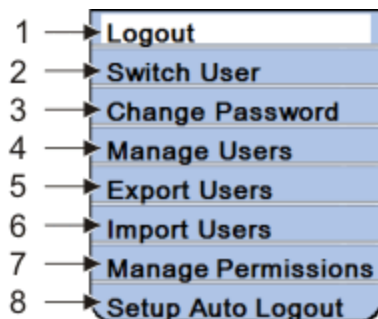 1 Logout
2 Switch User
3 Change Password
4 Manage Users
5 Export Users
6 Import Users
7 Manage Permissions
8 Setup Auto Logout